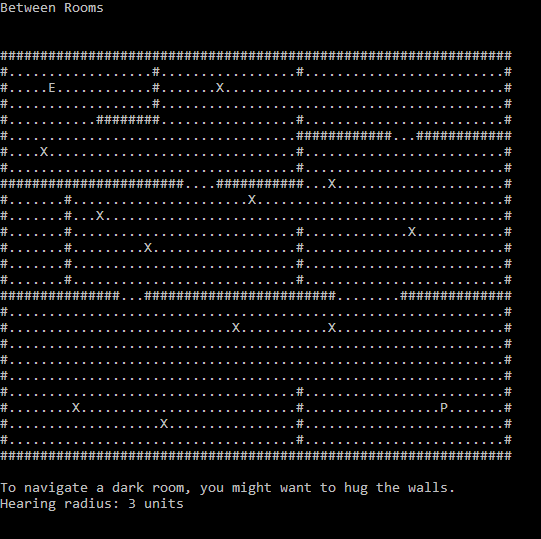 Between Rooms
################################################################
#..................#.................#.........................#
#.....E............#.......X...................................#
#..................#...........................................#
#...........########.................#.........................#
#....................................############...############
#....X...............................#.........................#
#....................................#.........................#
#######################....###########...X.....................#
#.......#......................X...............................#
#.......#...X..................................................#
#.......#............................#.............X...........#
#.......#.........X..................#.........................#
#.......#............................#.........................#
#.......#............................#.........................#
###############...########################........##############
#..............................................................#
#............................X...........X.....................#
#..............................................................#
#..............................................................#
#..............................................................#
#....................................#.........................#
#........X...........................#.................P.......#
#...................X................#.........................#
#....................................#.........................#
################################################################
To navigate a dark room, you might want to hug the walls.
Hearing radius: 3 units